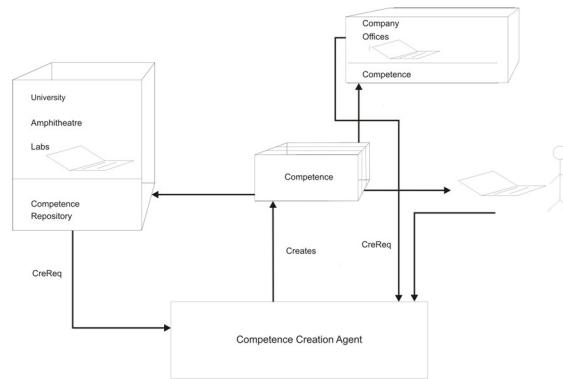 Company
Offices
Competence
University
Amphitheatre
Labs
Competence
Competence
Repository
CreReq
Creates
CreReq
Competence Creation Agent